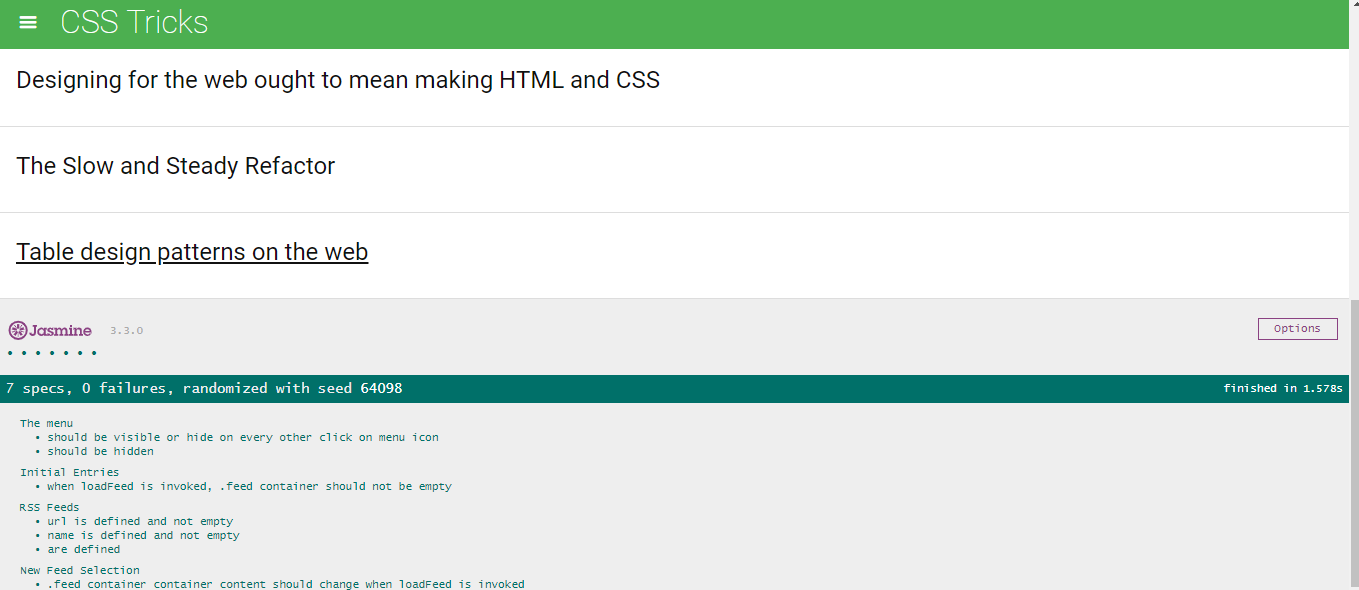 CSS Tricks
Designing for the web ought to mean making HTML and CSS
The Slow and Steady Refactor
Table design patterns on the web
Jasmine 3.3.0
Options
• • • • • • •
7 specs, 0 failures, randomized with seed 64098
finished in 1.578s
The menu
• should be visible or hide on every other click on menu icon
• should be hidden
Initial Entries
• when loadFeed is invoked, .feed container should not be empty
RSS Feeds
• url is defined and not empty
• name is defined and not empty
• are defined
New Feed Selection
• .feed container container content should change when loadFeed is invoked